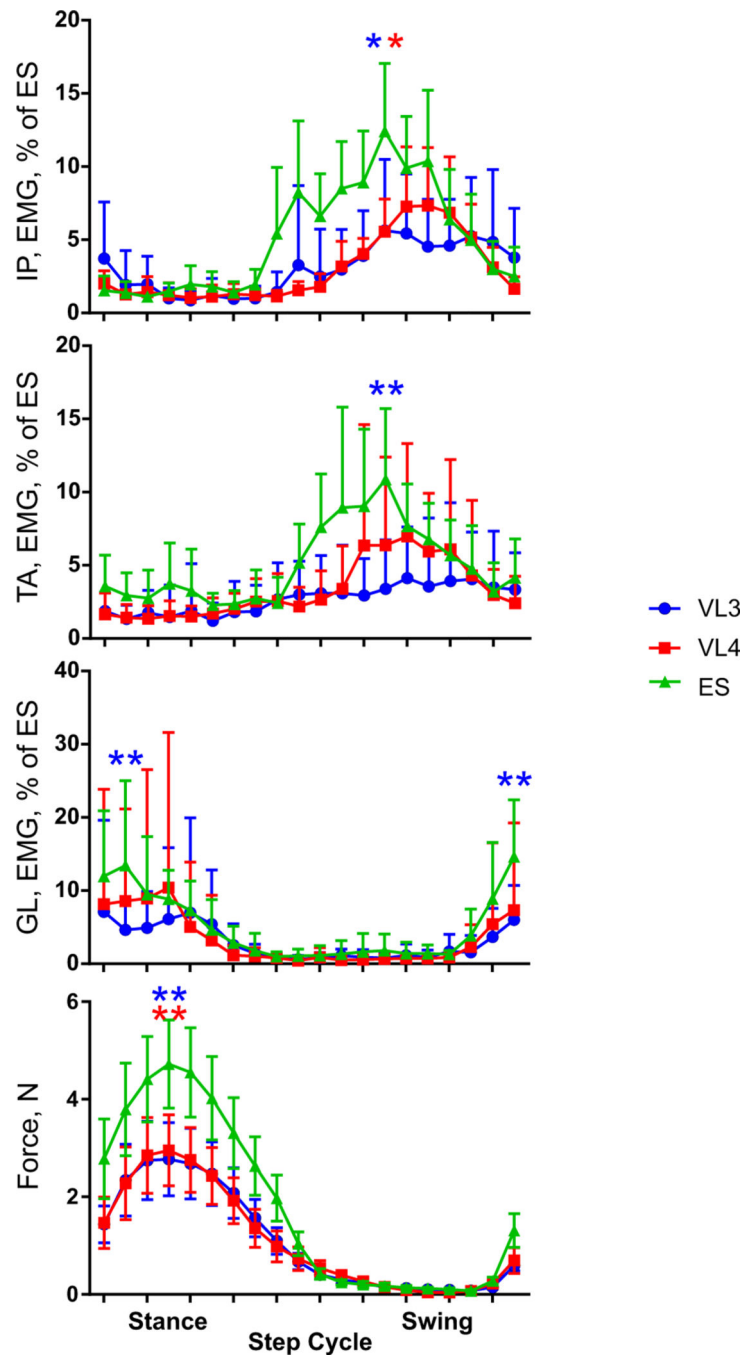 20
15
10
5
0
IP, EMG, % of ES
* *
20
15
10
5
0
TA, EMG, % of ES
**
VL3
VL4
ES
40
30
20
10
0
GL, EMG, % of ES
**
**
6
4
2
0
Force, N
**
**
Stance
Swing
Step Cycle